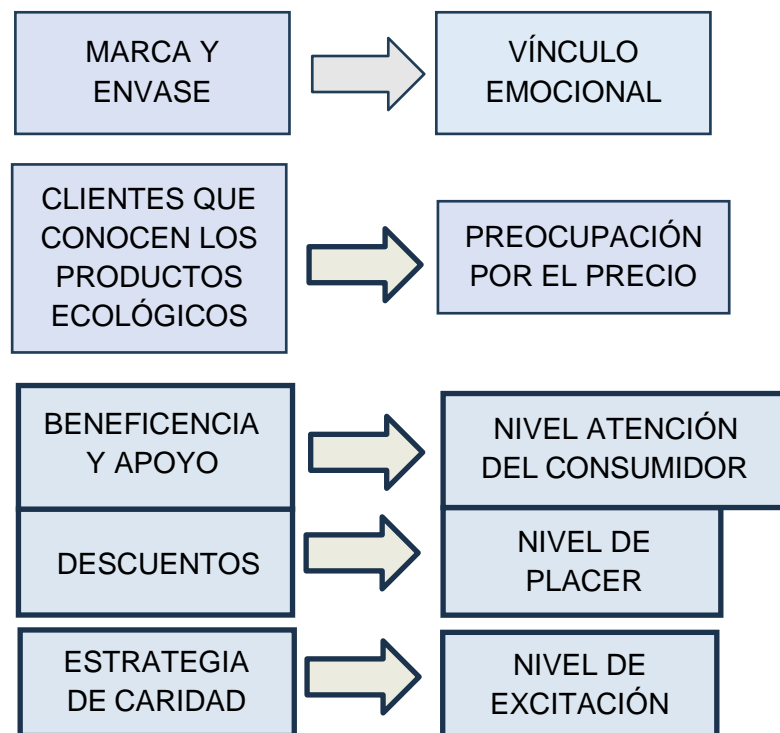 MARCA Y
ENVASE
VÍNCULO
EMOCIONAL
CLIENTES QUE
CONOCEN LOS
PRODUCTOS
ECOLÓGICOS
PREOCUPACIÓN
POR EL PRECIO
BENEFICENCIA
Y APOYO
NIVEL ATENCIÓN
DEL CONSUMIDOR
DESCUENTOS
NIVEL DE
PLACER
ESTRATEGIA
DE CARIDAD
NIVEL DE
EXCITACIÓN